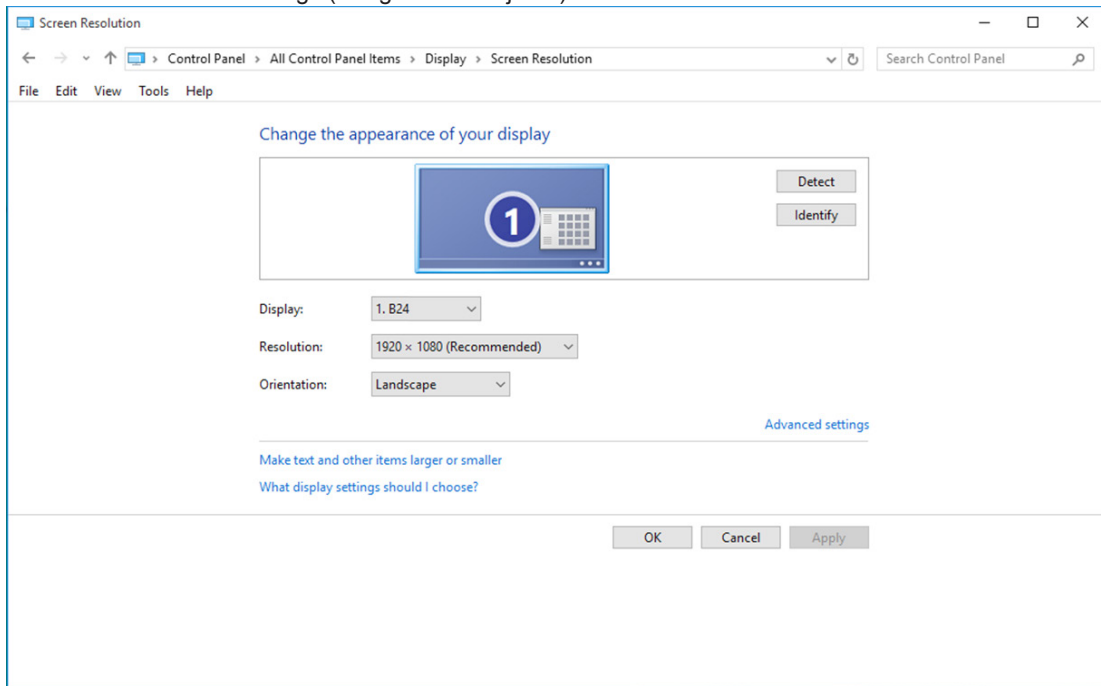 Screen Resolution
Control Panel > All Control Panel Items > Display > Screen Resolution
Search Control Panel
File Edit View Tools Help
Change the appearance of your display
1
Detect
Identify
Display: 1. B24
Resolution: 1920 × 1080 (Recommended)
Orientation: Landscape
Advanced settings
Make text and other items larger or smaller
What display settings should I choose?
OK Cancel Apply